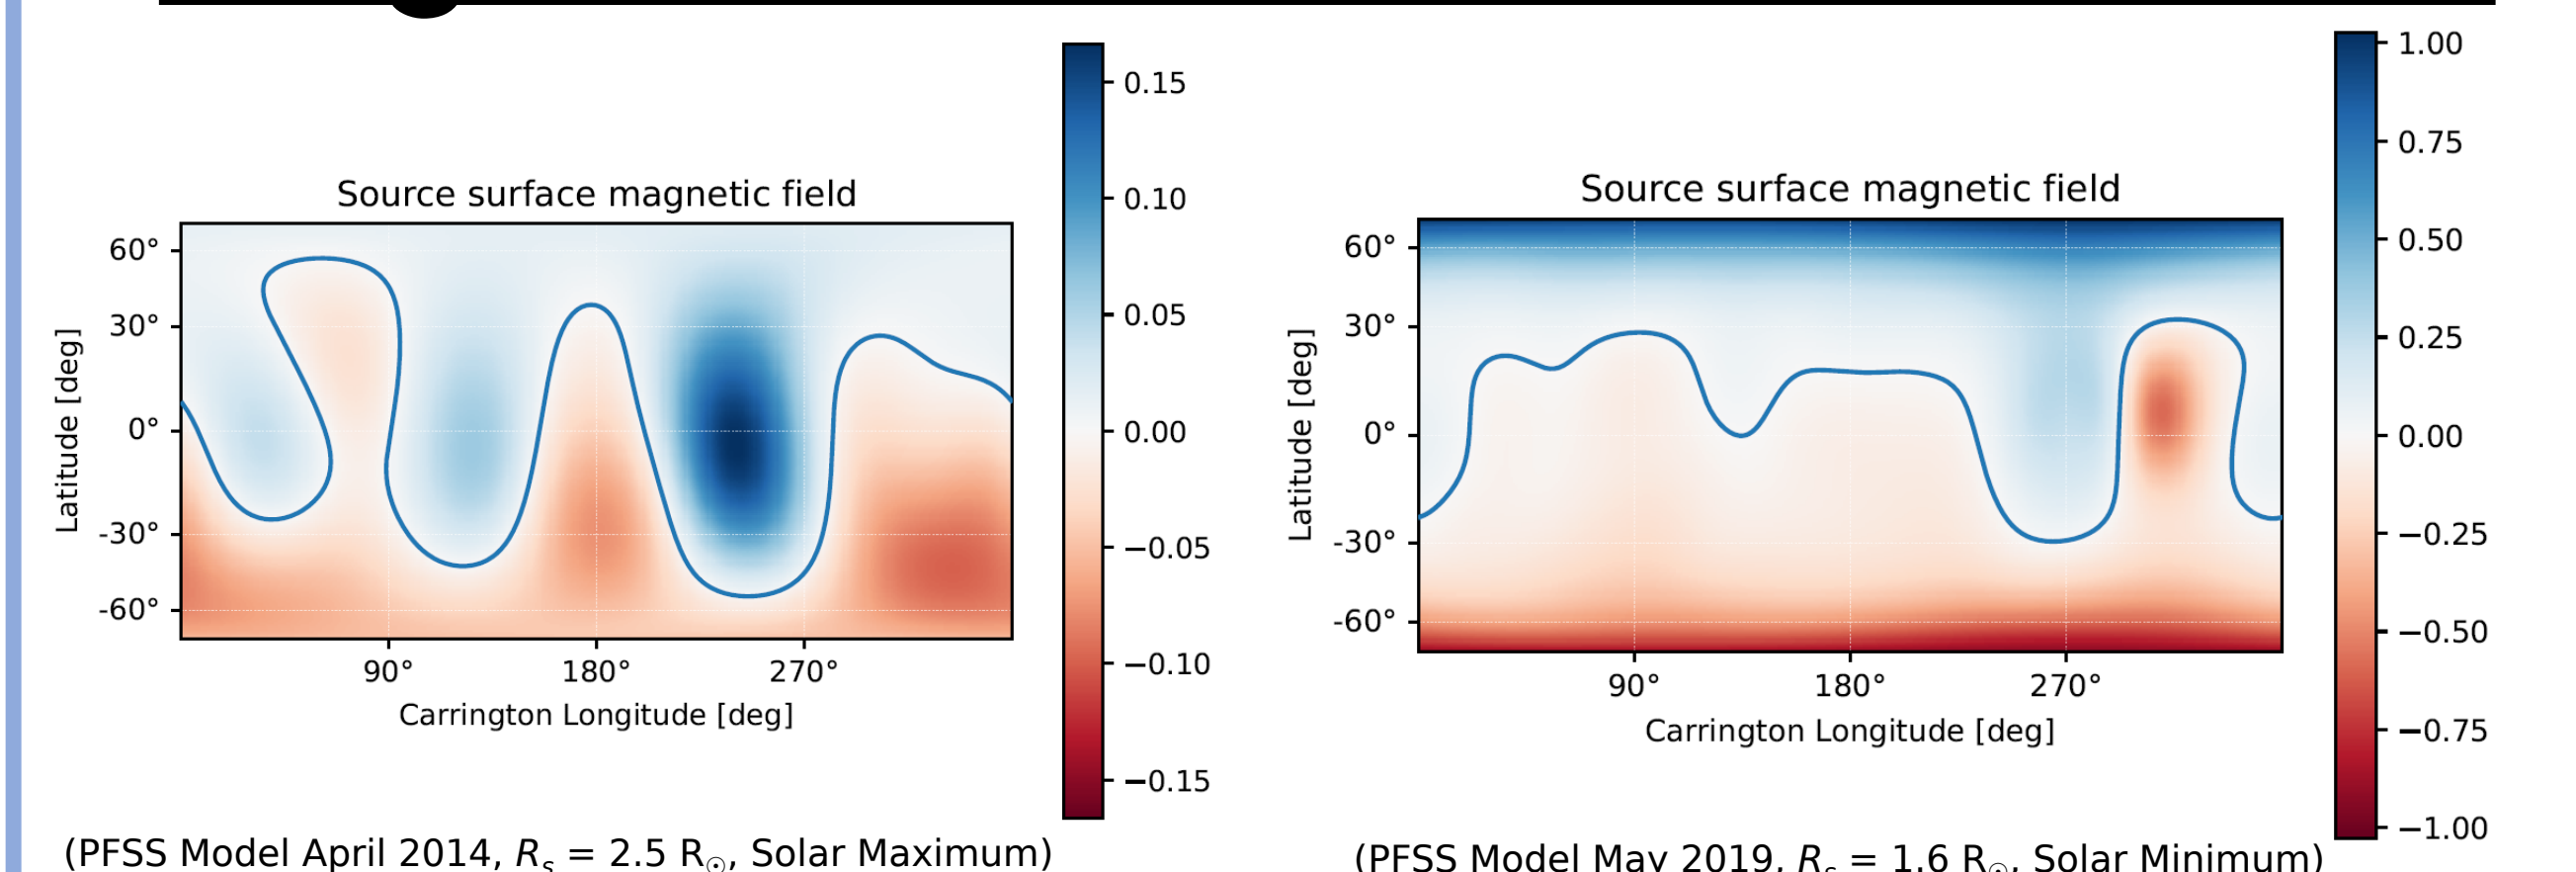 Source surface magnetic field
60°
30°
0°
-30°
-60°
Latitude [deg]
90° 180° 270°
Carrington Longitude [deg]
0.15
0.10
0.05
0.00
−0.05
−0.10
−0.15
(PFSS Model April 2014, Rs = 2.5 R☉, Solar Maximum)
Source surface magnetic field
60°
30°
0°
-30°
-60°
Latitude [deg]
90° 180° 270°
Carrington Longitude [deg]
1.00
0.75
0.50
0.25
0.00
−0.25
−0.50
−0.75
−1.00
(PFSS Model May 2019, Rs = 1.6 R☉, Solar Minimum)